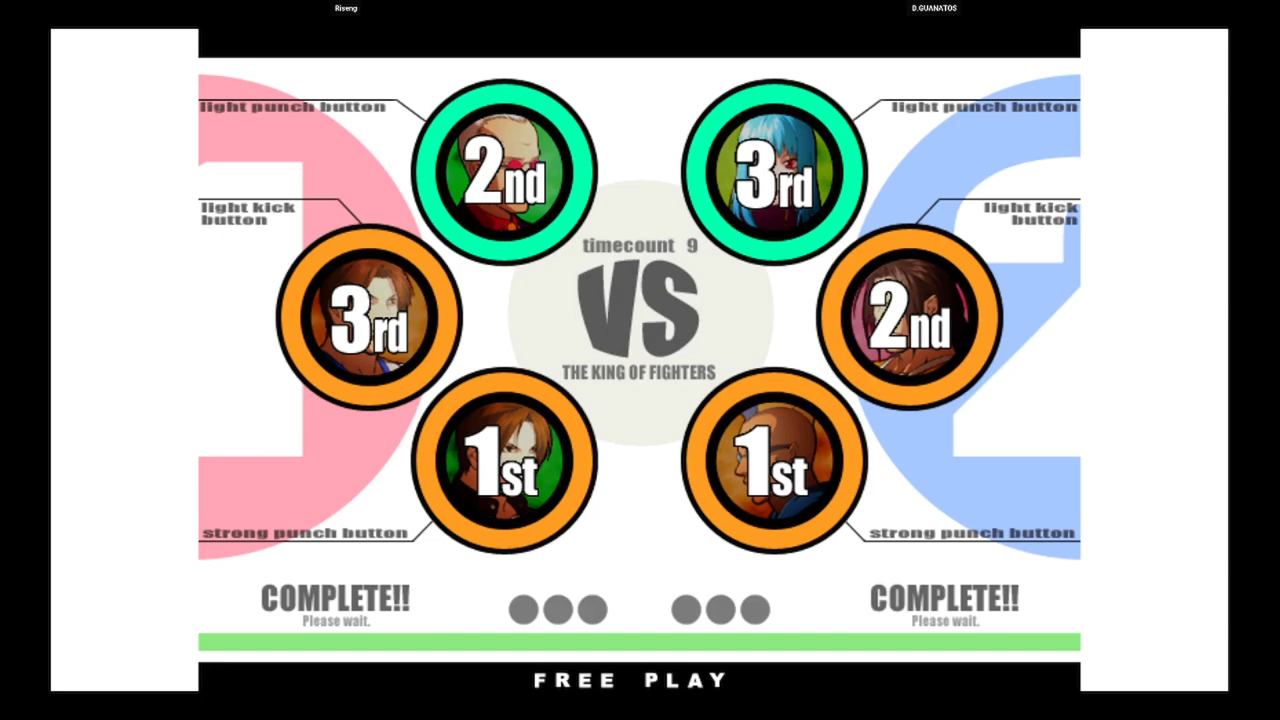 Riseng
D.GUANATOS
light punch button
light punch button
2nd
3rd
light kick
button
light kick
button
timecount 9
VS
THE KING OF FIGHTERS
3rd
2nd
1st
1st
strong punch button
strong punch button
COMPLETE!!
Please wait.
COMPLETE!!
Please wait.
FREE PLAY
1
2